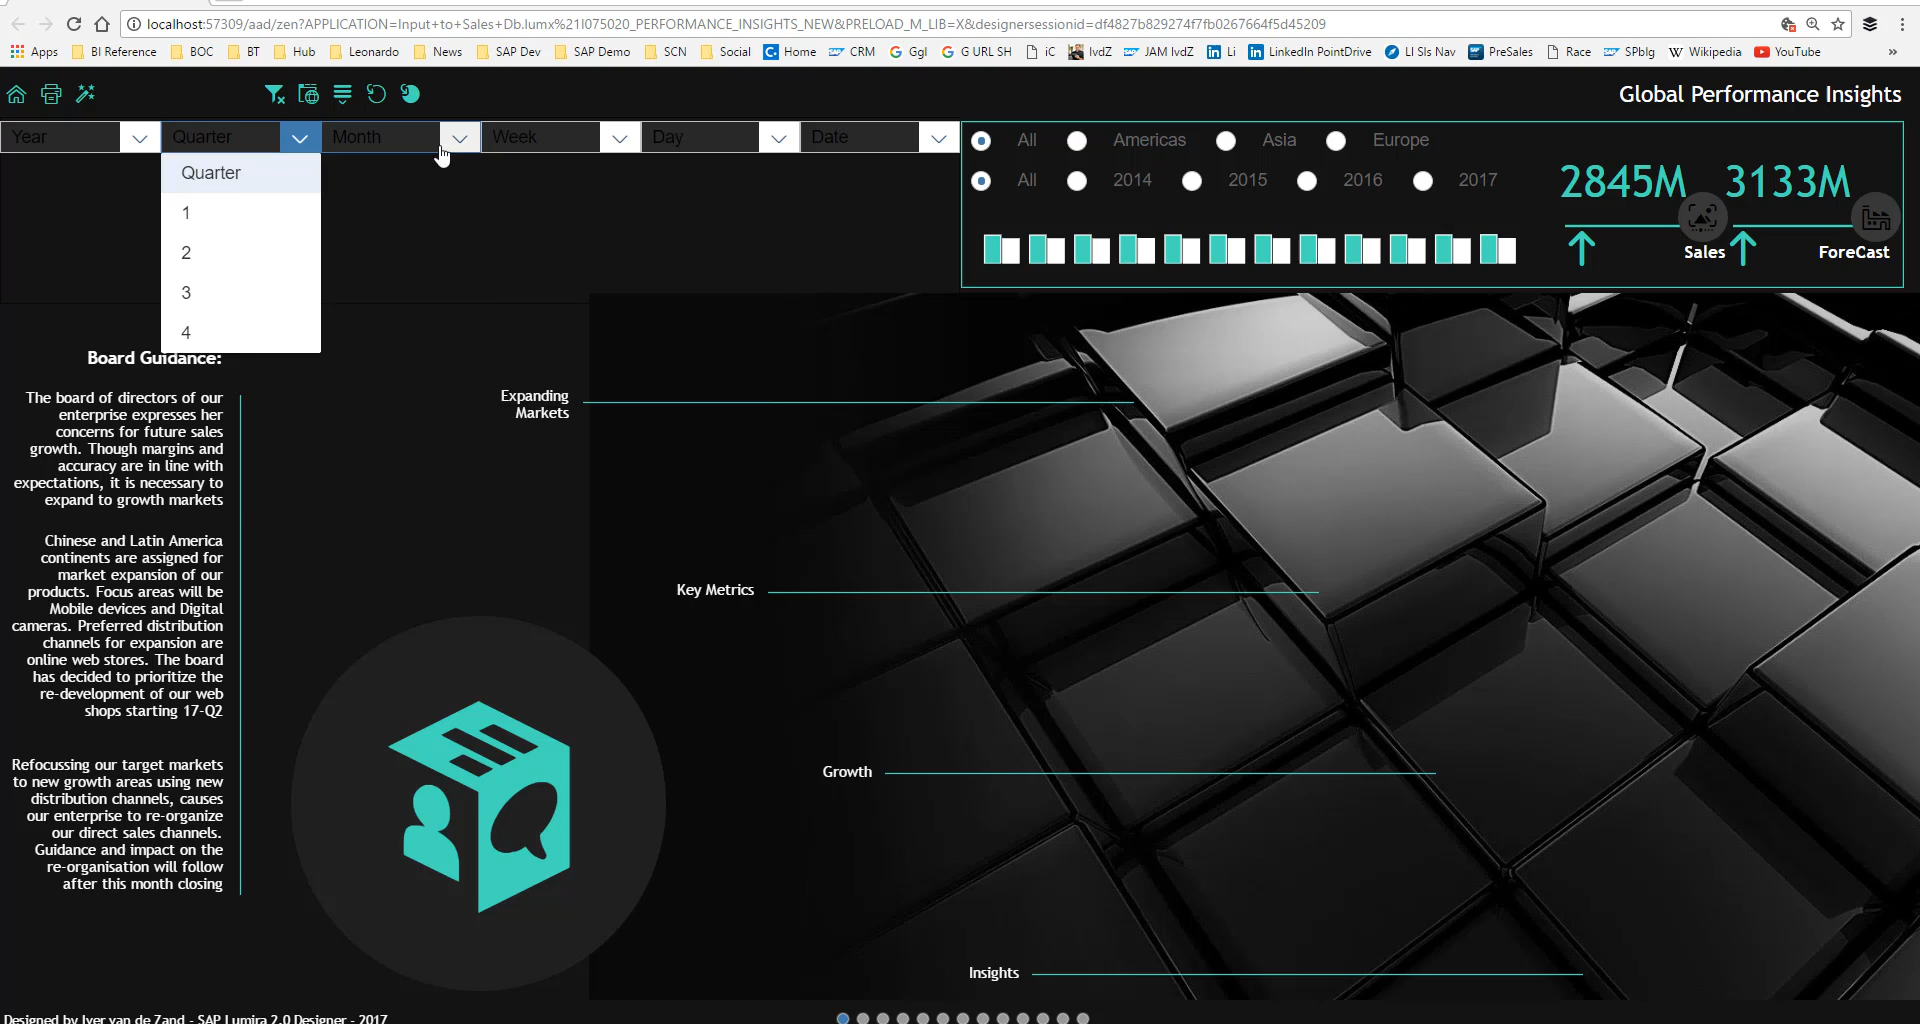 localhost:57309/aad/zen?APPLICATION=Input+to+Sales+Db.lumx%21I075020_PERFORMANCE_INSIGHTS_NEW&PRELOAD_M_LIB=X&designersessionid=df4827b829274f7fb0267664f5d45209
Apps BI Reference BOC BT Hub Leonardo News SAP Dev SAP Demo SCN Social Home CRM Ggl G URL SH iC IvdZ JAM IvdZ Li LinkedIn PointDrive LI Sls Nav PreSales Race SPblg Wikipedia YouTube »
Global Performance Insights
Year Quarter Month Week Day Date
Quarter
1
2
3
4
All Americas Asia Europe
All 2014 2015 2016 2017
2845M 3133M
Sales ForeCast
Board Guidance:
The board of directors of our
enterprise expresses her
concerns for future sales
growth. Though margins and
accuracy are in line with
expectations, it is necessary to
expand to growth markets
Chinese and Latin America
continents are assigned for
market expansion of our
products. Focus areas will be
Mobile devices and Digital
cameras. Preferred distribution
channels for expansion are
online web stores. The board
has decided to prioritize the
re-development of our web
shops starting 17-Q2
Refocussing our target markets
to new growth areas using new
distribution channels, causes
our enterprise to re-organize
our direct sales channels.
Guidance and impact on the
re-organisation will follow
after this month closing
Expanding
Markets
Key Metrics
Growth
Insights
Designed by Iver van de Zand - SAP Lumira 2.0 Designer - 2017